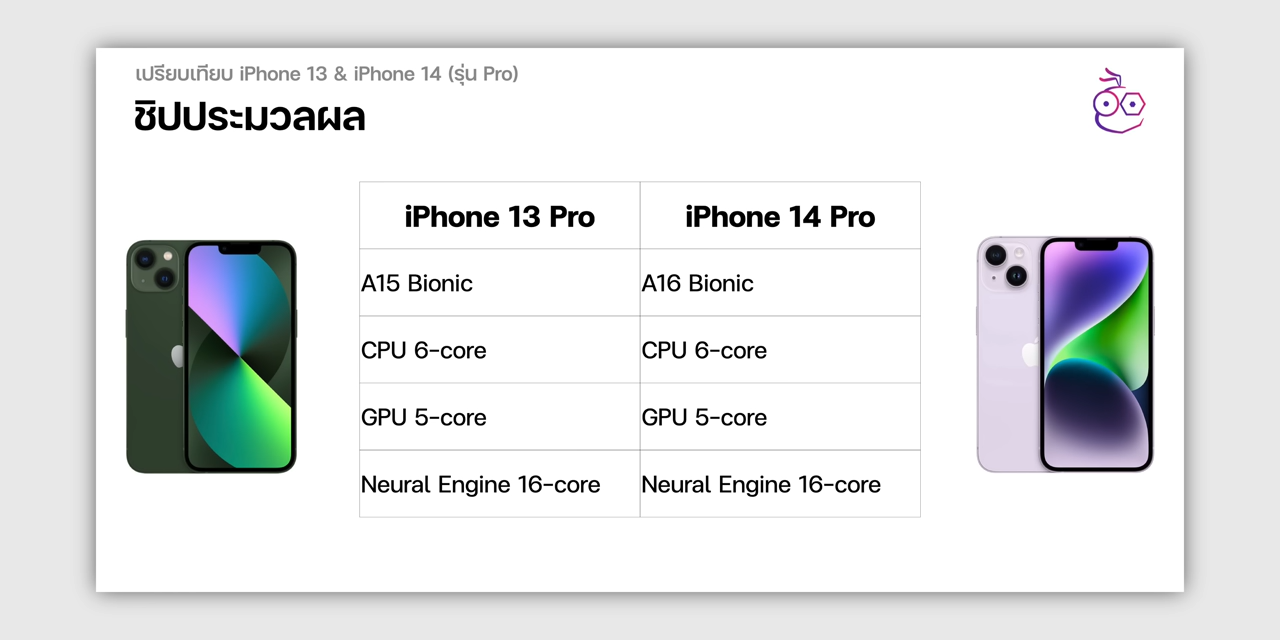 เปรียบเทียบ iPhone 13 & iPhone 14 (รุ่น Pro)
ชิปประมวลผล
iPhone 13 Pro iPhone 14 Pro
A15 Bionic A16 Bionic
CPU 6-core CPU 6-core
GPU 5-core GPU 5-core
Neural Engine 16-core Neural Engine 16-core